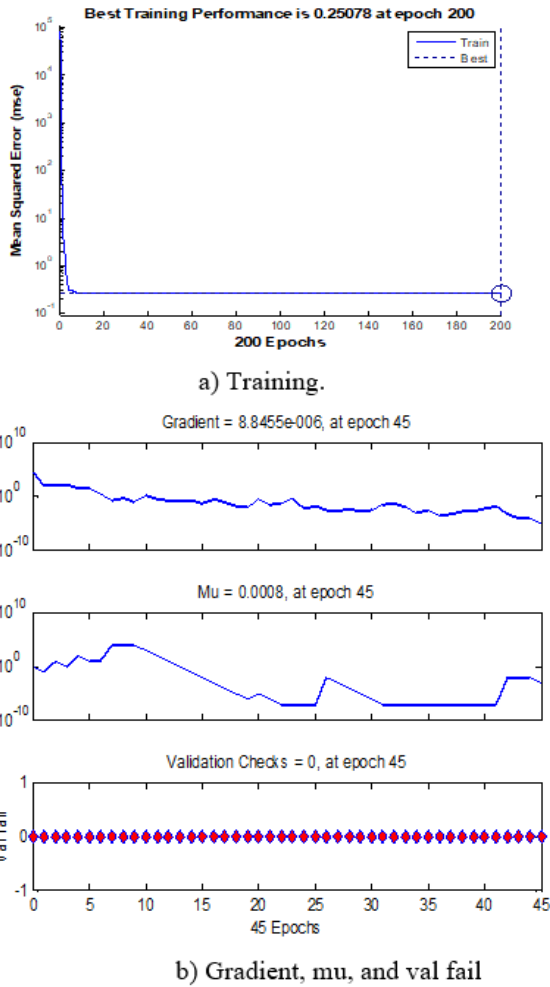 Best Training Performance is 0.25078 at epoch 200
Mean Squared Error (mse)
10^5
10^4
10^3
10^2
10^1
10^0
10^-1
Train
Best
0 20 40 60 80 100 120 140 160 180 200
200 Epochs
a) Training.
Gradient = 8.8455e-006, at epoch 45
10^10
10^0
10^-10
Mu = 0.0008, at epoch 45
10^10
10^0
10^-10
Validation Checks = 0, at epoch 45
1
0
-1
0 5 10 15 20 25 30 35 40 45
45 Epochs
b) Gradient, mu, and val fail